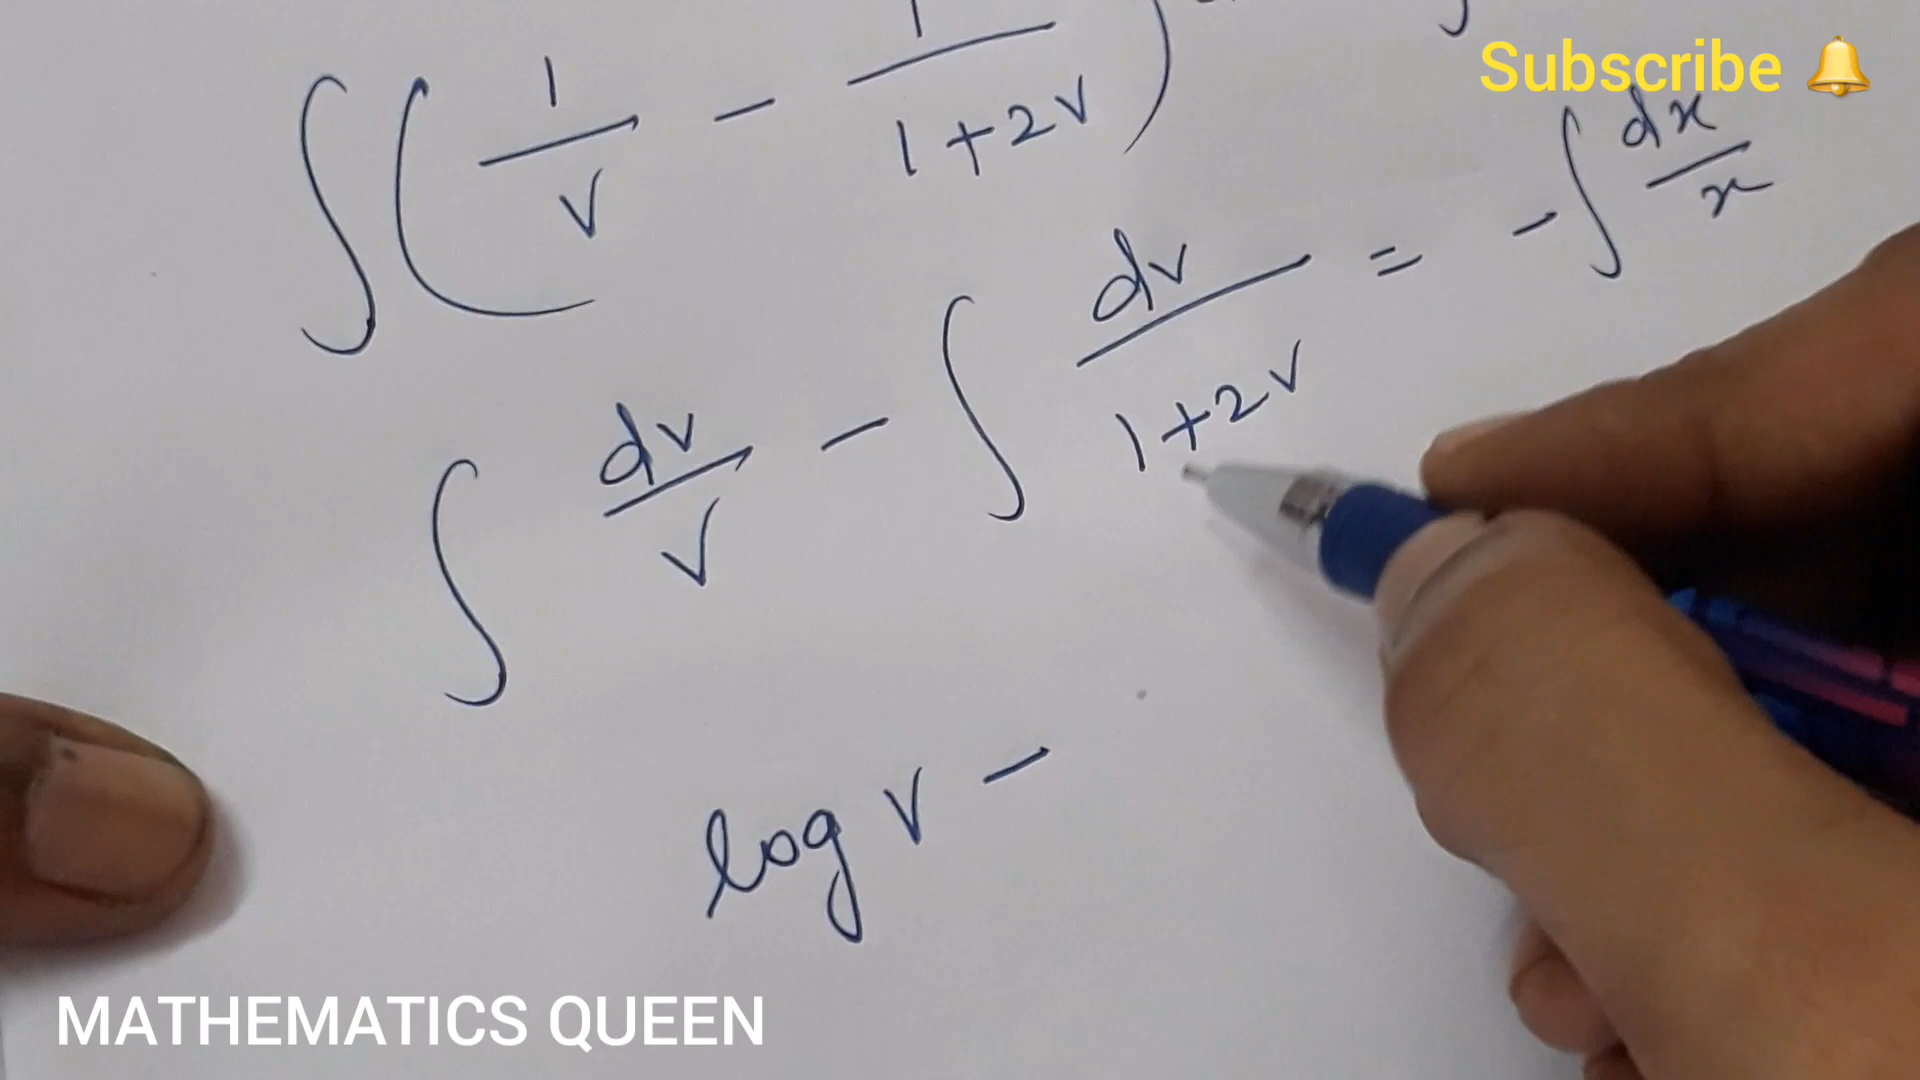 Subscribe 🔔
∫ ( 1/v − 1/(1+2v) )
∫ dv/v − ∫ dv/(1+2v) = − ∫ dx/x
log v −
MATHEMATICS QUEEN